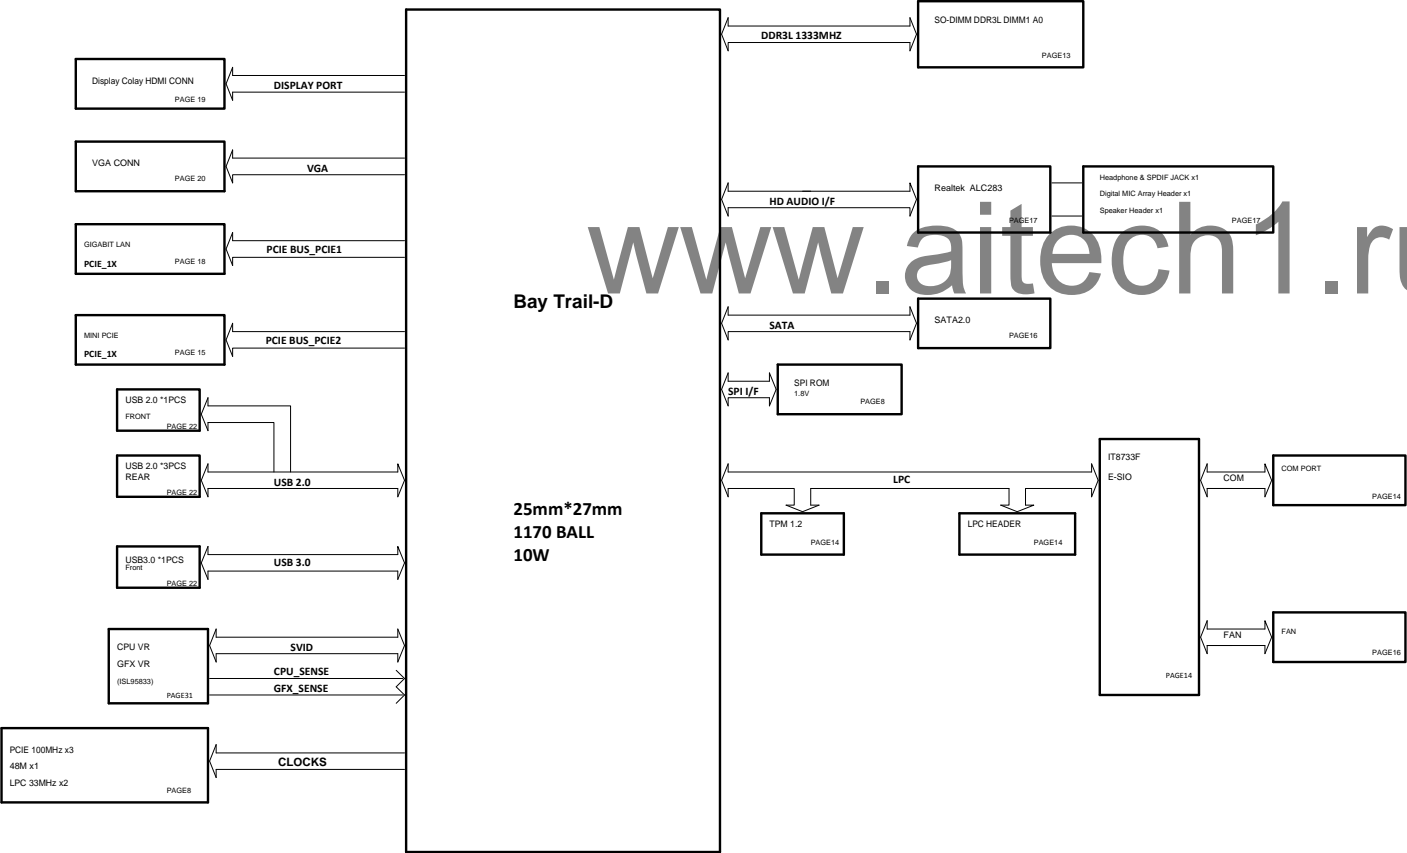 SO-DIMM DDR3L DIMM1 A0
PAGE13
DDR3L 1333MHZ
Display Colay HDMI CONN
PAGE 19
DISPLAY PORT
VGA CONN
PAGE 20
VGA
GIGABIT LAN
PCIE_1X
PAGE 18
PCIE BUS_PCIE1
MINI PCIE
PCIE_1X
PAGE 15
PCIE BUS_PCIE2
USB 2.0 *1PCS
FRONT
PAGE 22
USB 2.0 *3PCS
REAR
PAGE 22
USB 2.0
USB3.0 *1PCS
Front
PAGE 22
USB 3.0
CPU VR
GFX VR
(ISL95833)
PAGE31
SVID
CPU_SENSE
GFX_SENSE
PCIE 100MHz x3
48M x1
LPC 33MHz x2
PAGE8
CLOCKS
Bay Trail-D
25mm*27mm
1170 BALL
10W
HD AUDIO I/F
Realtek ALC283
PAGE17
Headphone & SPDIF JACK x1
Digital MIC Array Header x1
Speaker Header x1
PAGE17
www.aitech1.ru
SATA
SATA2.0
PAGE16
SPI I/F
SPI ROM
1.8V
PAGE8
LPC
TPM 1.2
PAGE14
LPC HEADER
PAGE14
IT8733F
E-SIO
PAGE14
COM
COM PORT
PAGE14
FAN
FAN
PAGE16